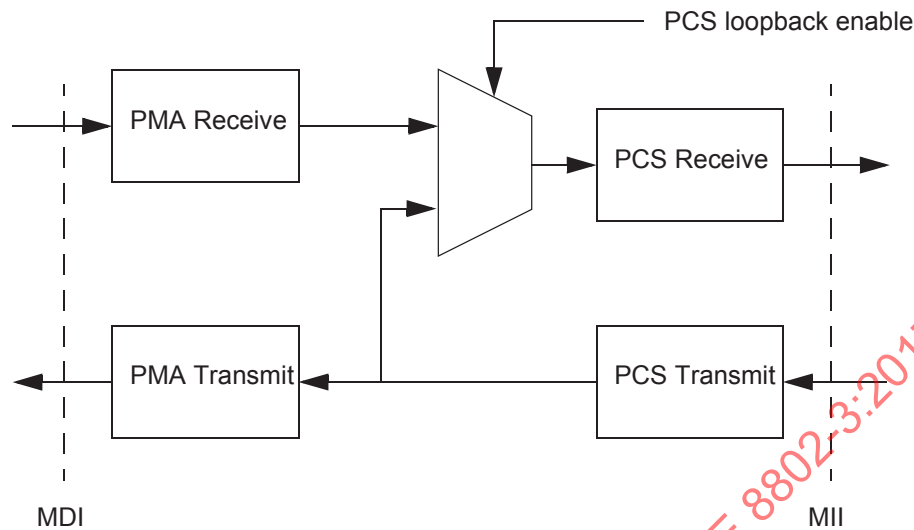 PCS loopback enable
PMA Receive
PCS Receive
PMA Transmit
PCS Transmit
MDI
MII
8802-3:201